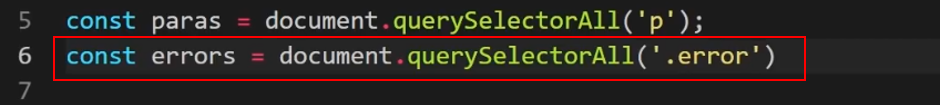 5 const paras = document.querySelectorAll('p');
6 const errors = document.querySelectorAll('.error')
7